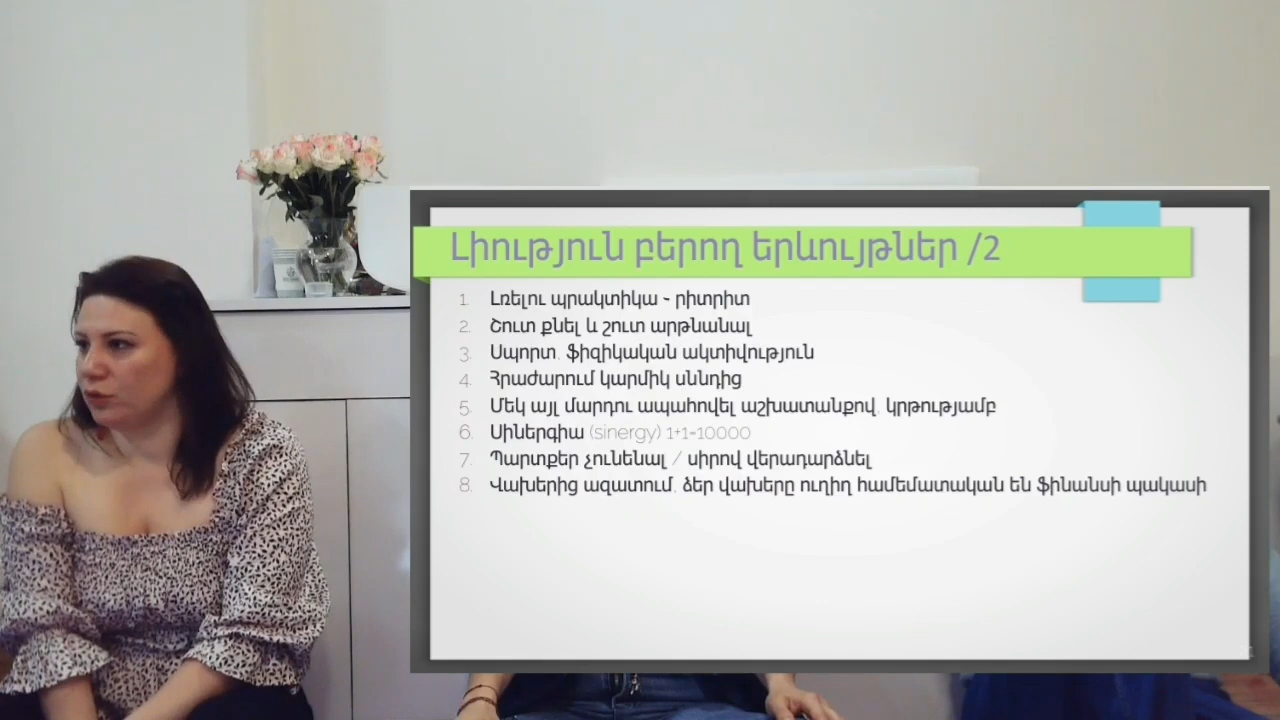 Լիություն բերող երևույթներ /2
1. Լռելու պրակտիկա - րիտրիտ
2. Շուտ քնել և շուտ արթնանալ
3. Սպորտ, ֆիզիկական ակտիվություն
4. Հրաժարում կարմիկ սննդից
5. Մեկ այլ մարդու ապահովել աշխատանքով, կրթությամբ
6. Սիներգիա (sinergy) 1+1=10000
7. Պարտքեր չունենալ / սիրով վերադարձնել
8. Վախերից ազատում, ձեր վախերը ուղիղ համեմատական են ֆինանսի պակասի